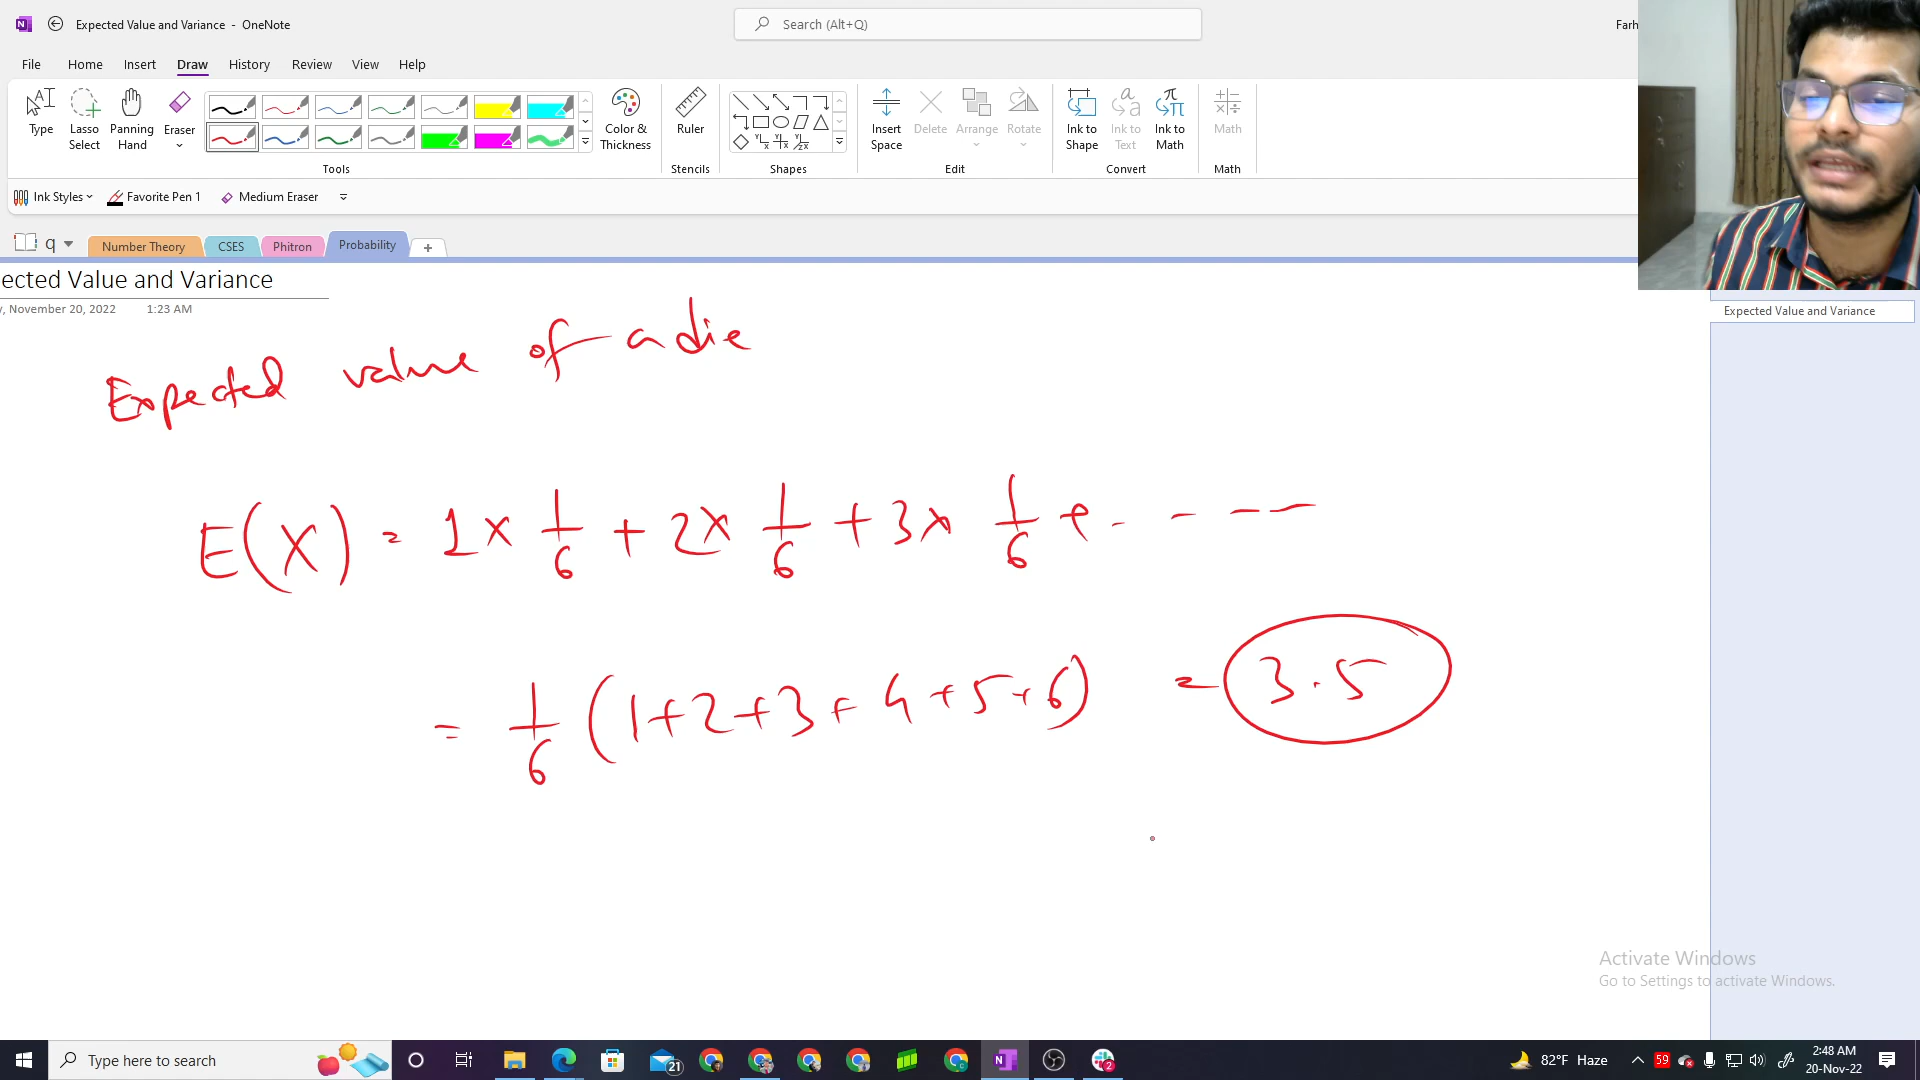 Expected Value and Variance - OneNote
Search (Alt+Q)
Farh
File Home Insert Draw History Review View Help
Type
Lasso Select
Panning Hand
Eraser
Color & Thickness
Ruler
Insert Space
Delete
Arrange
Rotate
Ink to Shape
Ink to Text
Ink to Math
Math
Tools Stencils Shapes Edit Convert Math
Ink Styles Favorite Pen 1 Medium Eraser
q Number Theory CSES Phitron Probability +
ected Value and Variance
, November 20, 2022 1:23 AM
Expected Value and Variance
Expected value of a die
E(X) = 1 x 1/6 + 2 x 1/6 + 3 x 1/6 + - - - -
= 1/6 (1+2+3+4+5+6) = 3.5
Activate Windows
Go to Settings to activate Windows.
Type here to search
21
2
82°F Haze
59
2:48 AM
20-Nov-22